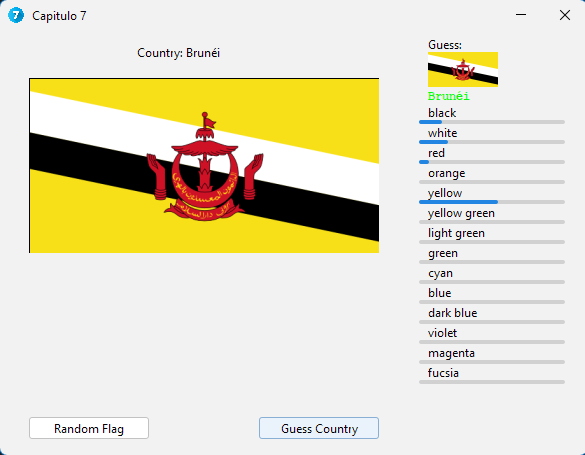 7 Capitulo 7
Country: Brunéi
Guess:
Brunéi
black
white
red
orange
yellow
yellow green
light green
green
cyan
blue
dark blue
violet
magenta
fucsia
Random Flag
Guess Country